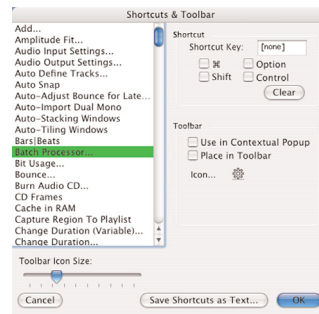 Shortcuts & Toolbar
Add...
Amplitude Fit...
Audio Input Settings...
Audio Output Settings...
Auto Define Tracks...
Auto Snap
Auto-Adjust Bounce for Late...
Auto-Import Dual Mono
Auto-Stacking Windows
Auto-Tiling Windows
Bars|Beats
Batch Processor...
Bit Usage...
Bounce...
Burn Audio CD...
CD Frames
Cache in RAM
Capture Region To Playlist
Change Duration (Variable)...
Change Duration...
Shortcut
Shortcut Key: [none]
⌘ Option
Shift Control
Clear
Toolbar
Use in Contextual Popup
Place in Toolbar
Icon...
Toolbar Icon Size:
Cancel Save Shortcuts as Text... OK